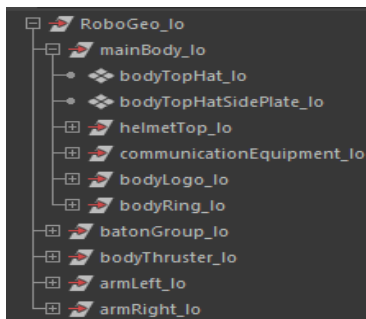 RoboGeo_lo
mainBody_lo
bodyTopHat_lo
bodyTopHatSidePlate_lo
helmetTop_lo
communicationEquipment_lo
bodyLogo_lo
bodyRing_lo
batonGroup_lo
bodyThruster_lo
armLeft_lo
armRight_lo